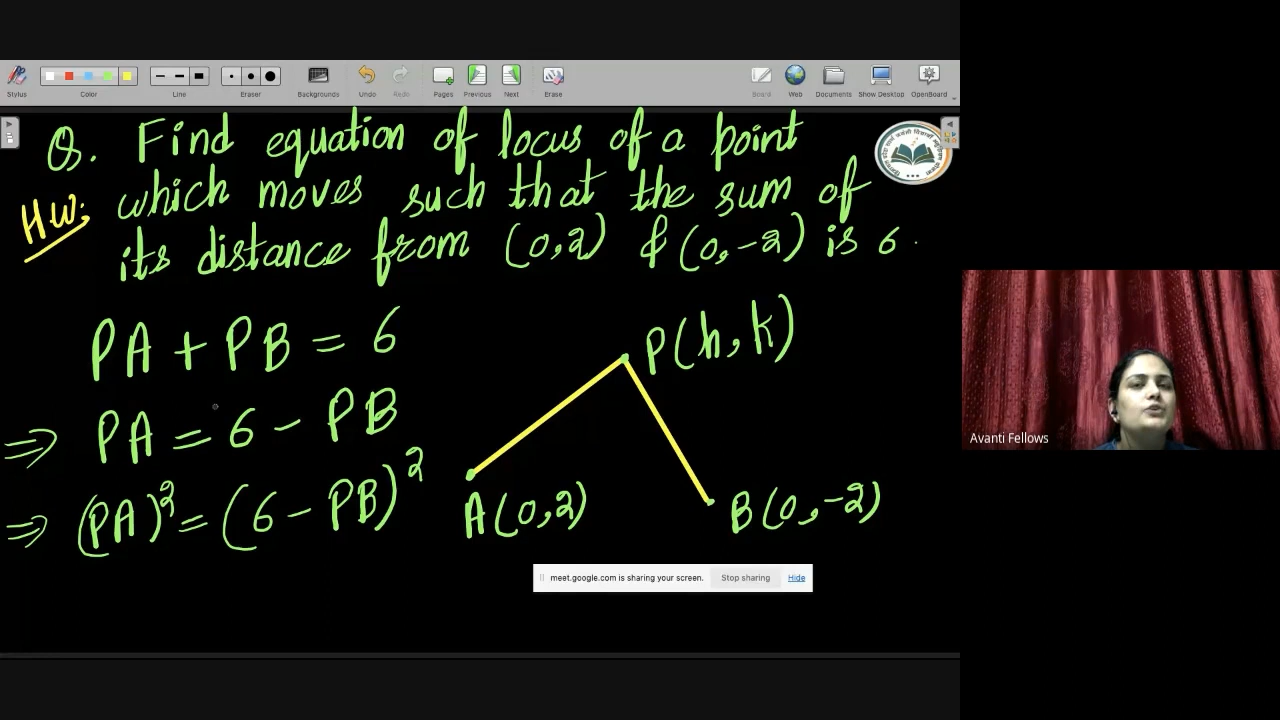 Stylus Color Line Eraser Backgrounds Undo Redo Pages Previous Next Erase Board Web Documents Show Desktop OpenBoard
Q. Find equation of locus of a point
HW; which moves such that the sum of
its distance from (0,2) & (0,-2) is 6.
PA + PB = 6
P(h, k)
⇒ PA = 6 - PB
⇒ (PA)² = (6 - PB)²
A(0,2)
B(0,-2)
Avanti Fellows
meet.google.com is sharing your screen. Stop sharing Hide